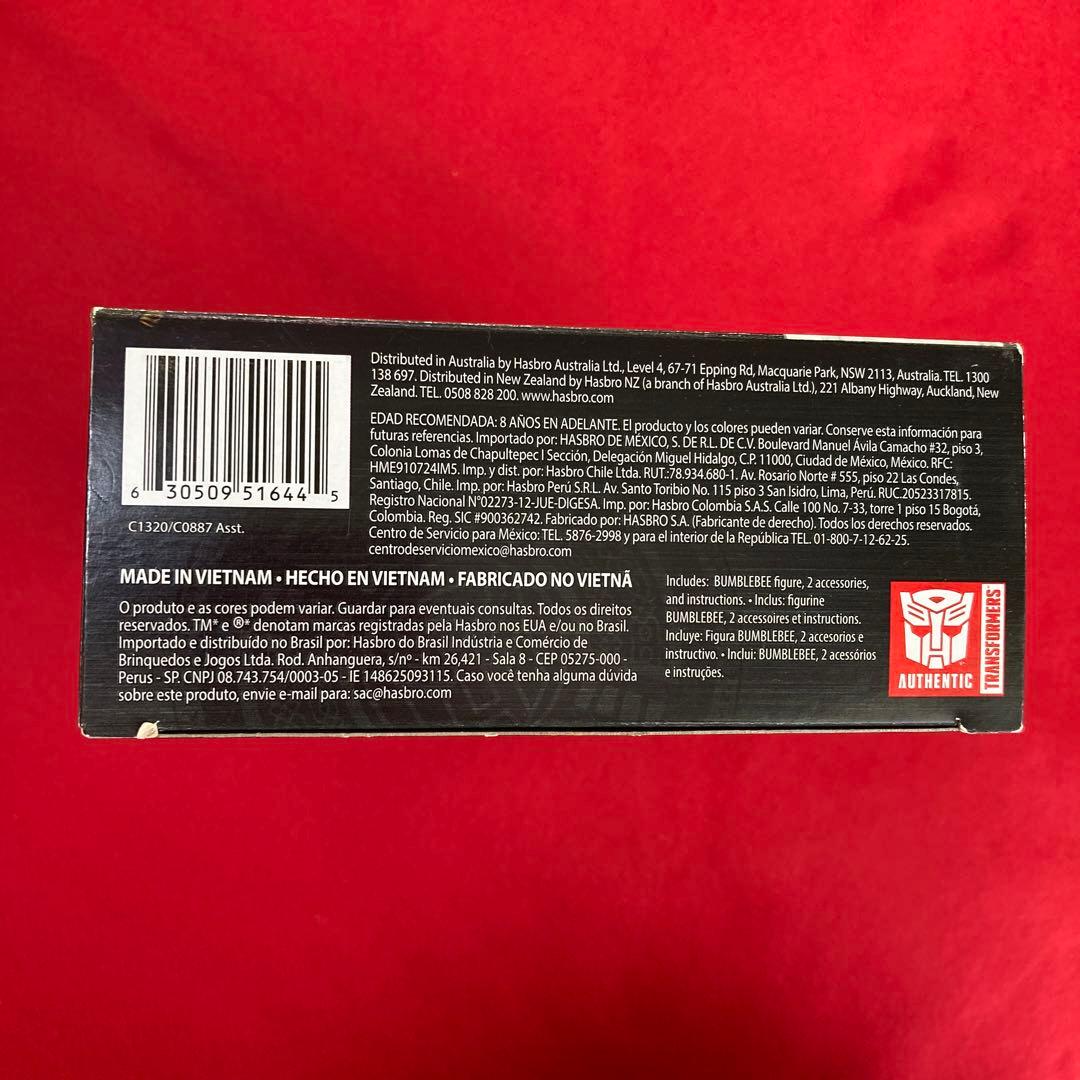 6 30509 51644 5
C1320/C0887 Asst.
Distributed in Australia by Hasbro Australia Ltd., Level 4, 67-71 Epping Rd, Macquarie Park, NSW 2113, Australia. TEL. 1300
138 697. Distributed in New Zealand by Hasbro NZ (a branch of Hasbro Australia Ltd.), 221 Albany Highway, Auckland, New
Zealand. TEL. 0508 828 200. www.hasbro.com
EDAD RECOMENDADA: 8 AÑOS EN ADELANTE. El producto y los colores pueden variar. Conserve esta información para
futuras referencias. Importado por: HASBRO DE MÉXICO, S. DE R.L. DE C.V. Boulevard Manuel Ávila Camacho #32, piso 3,
Colonia Lomas de Chapultepec I Sección, Delegación Miguel Hidalgo, C.P. 11000, Ciudad de México, México. RFC:
HME910724IM5. Imp. y dist. por: Hasbro Chile Ltda. RUT.:78.934.680-1. Av. Rosario Norte # 555, piso 22 Las Condes,
Santiago, Chile. Imp. por: Hasbro Perú S.R.L. Av. Santo Toribio No. 115 piso 3 San Isidro, Lima, Perú. RUC.20523317815.
Registro Nacional N°02273-12-JUE-DIGESA. Imp. por: Hasbro Colombia S.A.S. Calle 100 No. 7-33, torre 1 piso 15 Bogotá,
Colombia. Reg. SIC #900362742. Fabricado por: HASBRO S.A. (Fabricante de derecho). Todos los derechos reservados.
Centro de Servicio para México: TEL. 5876-2998 y para el interior de la República TEL. 01-800-7-12-62-25.
centrodeserviciomexico@hasbro.com
MADE IN VIETNAM • HECHO EN VIETNAM • FABRICADO NO VIETNÃ
O produto e as cores podem variar. Guardar para eventuais consultas. Todos os direitos
reservados. TM* e ®* denotam marcas registradas pela Hasbro nos EUA e/ou no Brasil.
Importado e distribuído no Brasil por: Hasbro do Brasil Indústria e Comércio de
Brinquedos e Jogos Ltda. Rod. Anhanguera, s/nº - km 26,421 - Sala 8 - CEP 05275-000 -
Perus - SP. CNPJ 08.743.754/0003-05 - IE 148625093115. Caso você tenha alguma dúvida
sobre este produto, envie e-mail para: sac@hasbro.com
Includes: BUMBLEBEE figure, 2 accessories,
and instructions. • Inclus: figurine
BUMBLEBEE, 2 accessoires et instructions.
Incluye: Figura BUMBLEBEE, 2 accesorios e
instructivo. • Inclui: BUMBLEBEE, 2 acessórios
e instruções.
AUTHENTIC
TRANSFORMERS